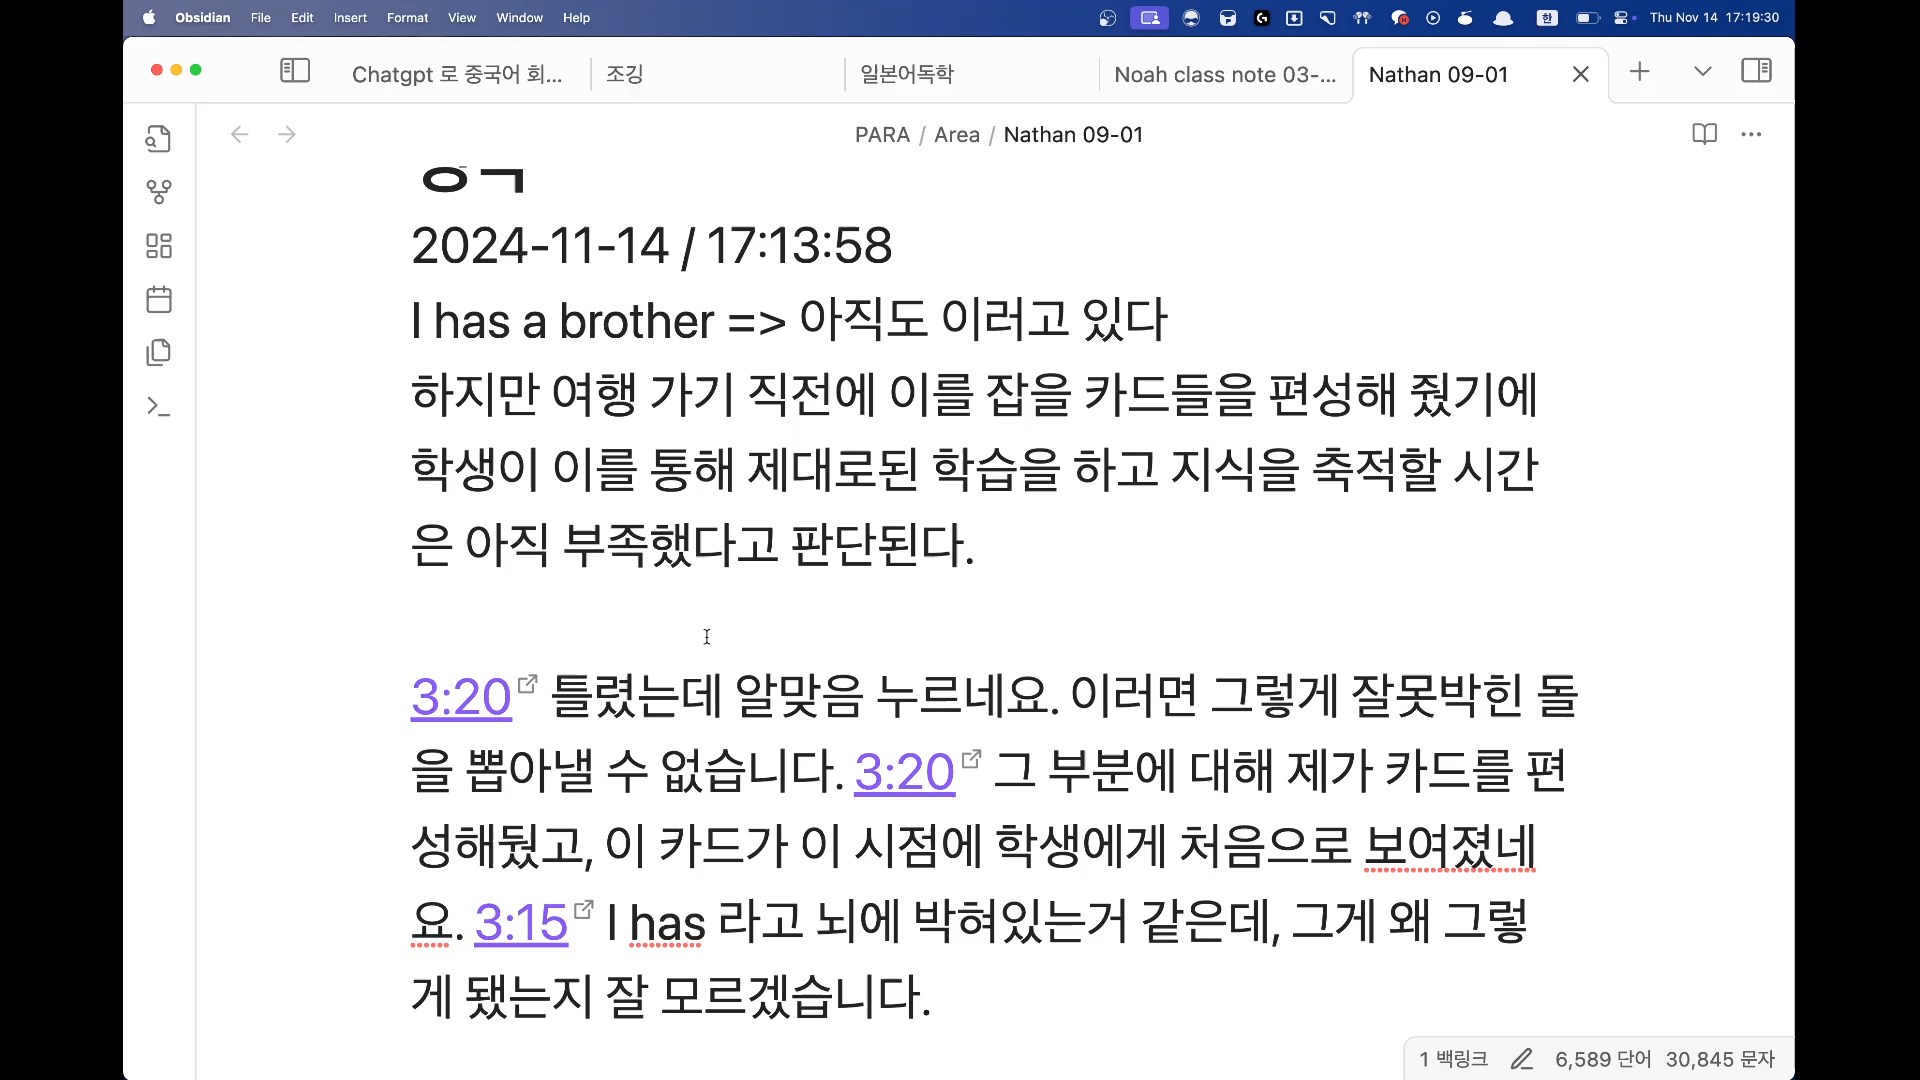 Obsidian File Edit Insert Format View Window Help Thu Nov 14 17:19:30
Chatgpt 로 중국어 회... 조깅 일본어독학 Noah class note 03-... Nathan 09-01
PARA / Area / Nathan 09-01
2024-11-14 / 17:13:58
I has a brother => 아직도 이러고 있다
하지만 여행 가기 직전에 이를 잡을 카드들을 편성해 줬기에
학생이 이를 통해 제대로된 학습을 하고 지식을 축적할 시간
은 아직 부족했다고 판단된다.
3:20 틀렸는데 알맞음 누르네요. 이러면 그렇게 잘못박힌 돌
을 뽑아낼 수 없습니다. 3:20 그 부분에 대해 제가 카드를 편
성해뒀고, 이 카드가 이 시점에 학생에게 처음으로 보여졌네
요. 3:15 I has 라고 뇌에 박혀있는거 같은데, 그게 왜 그렇
게 됐는지 잘 모르겠습니다.
1 백링크 6,589 단어 30,845 문자